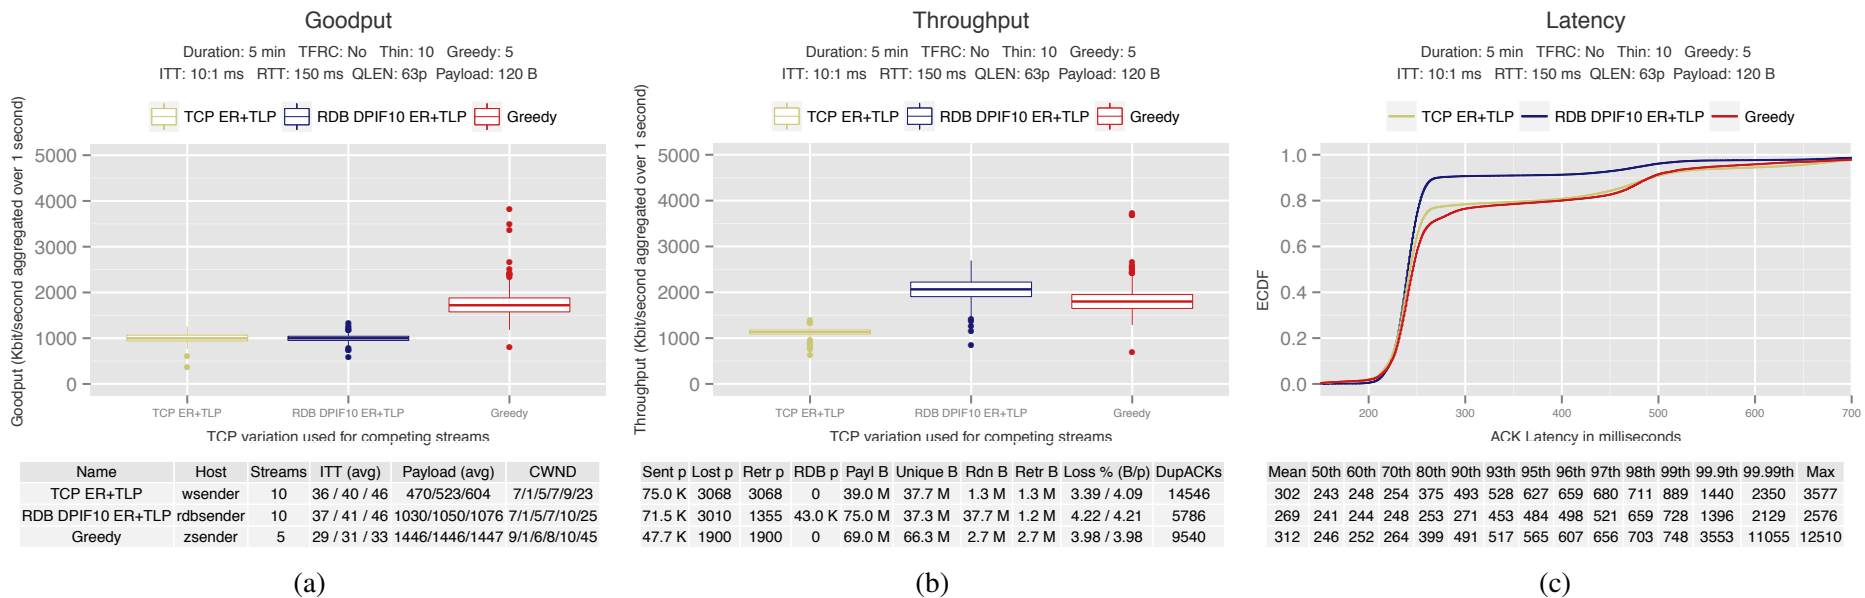 Goodput
Duration: 5 min TFRC: No Thin: 10 Greedy: 5
ITT: 10:1 ms RTT: 150 ms QLEN: 63p Payload: 120 B
TCP ER+TLP RDB DPIF10 ER+TLP Greedy
Goodput (Kbit/second aggregated over 1 second)
5000
4000
3000
2000
1000
0
TCP ER+TLP RDB DPIF10 ER+TLP Greedy
TCP variation used for competing streams
Name Host Streams ITT (avg) Payload (avg) CWND
TCP ER+TLP wsender 10 36 / 40 / 46 470/523/604 7/1/5/7/9/23
RDB DPIF10 ER+TLP rdbsender 10 37 / 41 / 46 1030/1050/1076 7/1/5/7/10/25
Greedy zsender 5 29 / 31 / 33 1446/1446/1447 9/1/6/8/10/45
(a)
Throughput
Duration: 5 min TFRC: No Thin: 10 Greedy: 5
ITT: 10:1 ms RTT: 150 ms QLEN: 63p Payload: 120 B
TCP ER+TLP RDB DPIF10 ER+TLP Greedy
Throughput (Kbit/second aggregated over 1 second)
5000
4000
3000
2000
1000
0
TCP ER+TLP RDB DPIF10 ER+TLP Greedy
TCP variation used for competing streams
Sent p Lost p Retr p RDB p Payl B Unique B Rdn B Retr B Loss % (B/p) DupACKs
75.0 K 3068 3068 0 39.0 M 37.7 M 1.3 M 1.3 M 3.39 / 4.09 14546
71.5 K 3010 1355 43.0 K 75.0 M 37.3 M 37.7 M 1.2 M 4.22 / 4.21 5786
47.7 K 1900 1900 0 69.0 M 66.3 M 2.7 M 2.7 M 3.98 / 3.98 9540
(b)
Latency
Duration: 5 min TFRC: No Thin: 10 Greedy: 5
ITT: 10:1 ms RTT: 150 ms QLEN: 63p Payload: 120 B
TCP ER+TLP RDB DPIF10 ER+TLP Greedy
ECDF
1.0
0.8
0.6
0.4
0.2
0.0
200 300 400 500 600 700
ACK Latency in milliseconds
Mean 50th 60th 70th 80th 90th 93th 95th 96th 97th 98th 99th 99.9th 99.99th Max
302 243 248 254 375 493 528 627 659 680 711 889 1440 2350 3577
269 241 244 248 253 271 453 484 498 521 659 728 1396 2129 2576
312 246 252 264 399 491 517 565 607 656 703 748 3553 11055 12510
(c)